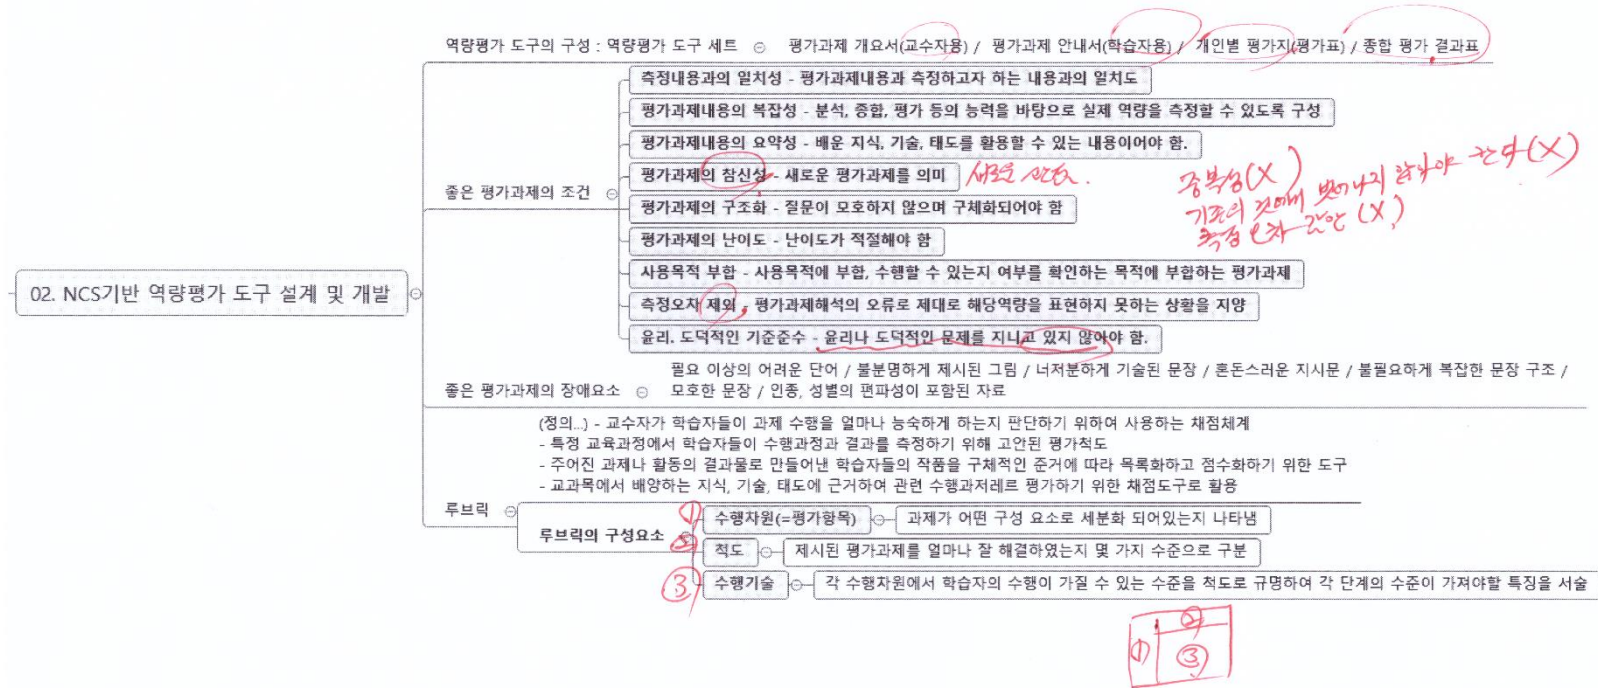 역량평가 도구의 구성 : 역량평가 도구 세트 평가과제 개요서(교수자용) / 평가과제 안내서(학습자용) / 개인별 평가지(평가표) / 종합 평가 결과표
측정내용과의 일치성 - 평가과제내용과 측정하고자 하는 내용과의 일치도
평가과제내용의 복잡성 - 분석, 종합, 평가 등의 능력을 바탕으로 실제 역량을 측정할 수 있도록 구성
평가과제내용의 요약성 - 배운 지식, 기술, 태도를 활용할 수 있는 내용이어야 함.
좋은 평가과제의 조건
평가과제의 참신성 - 새로운 평가과제를 의미
새로운
중복성(X)
기존의 것에서 벗어나지 않아야 한다(X)
측정오차 (X)
평가과제의 구조화 - 질문이 모호하지 않으며 구체화되어야 함
평가과제의 난이도 - 난이도가 적절해야 함
사용목적 부합 - 사용목적에 부합, 수행할 수 있는지 여부를 확인하는 목적에 부합하는 평가과제
측정오차 제외 - 평가과제해석의 오류로 제대로 해당역량을 표현하지 못하는 상황을 지양
윤리. 도덕적인 기준준수 - 윤리나 도덕적인 문제를 지니고 있지 않아야 함.
02. NCS기반 역량평가 도구 설계 및 개발
좋은 평가과제의 장애요소
필요 이상의 어려운 단어 / 불분명하게 제시된 그림 / 너저분하게 기술된 문장 / 혼돈스러운 지시문 / 불필요하게 복잡한 문장 구조 /
모호한 문장 / 인종, 성별의 편파성이 포함된 자료
(정의...) - 교수자가 학습자들이 과제 수행을 얼마나 능숙하게 하는지 판단하기 위하여 사용하는 채점체계
- 특정 교육과정에서 학습자들이 수행과정과 결과를 측정하기 위해 고안된 평가척도
- 주어진 과제나 활동의 결과물로 만들어낸 학습자들의 작품을 구체적인 준거에 따라 목록화하고 점수화하기 위한 도구
- 교과목에서 배양하는 지식, 기술, 태도에 근거하여 관련 수행과저레르 평가하기 위한 채점도구로 활용
루브릭
루브릭의 구성요소
① 수행차원(=평가항목) 과제가 어떤 구성 요소로 세분화 되어있는지 나타냄
② 척도 제시된 평가과제를 얼마나 잘 해결하였는지 몇 가지 수준으로 구분
③ 수행기술 각 수행차원에서 학습자의 수행이 가질 수 있는 수준을 척도로 규명하여 각 단계의 수준이 가져야할 특징을 서술
②
① ③